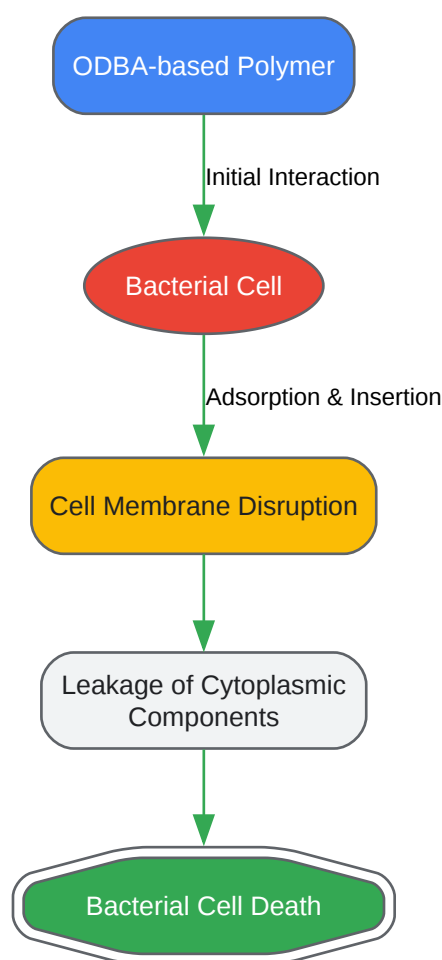 ODBA-based Polymer
Initial Interaction
Bacterial Cell
Adsorption & Insertion
Cell Membrane Disruption
Leakage of Cytoplasmic
Components
Bacterial Cell Death